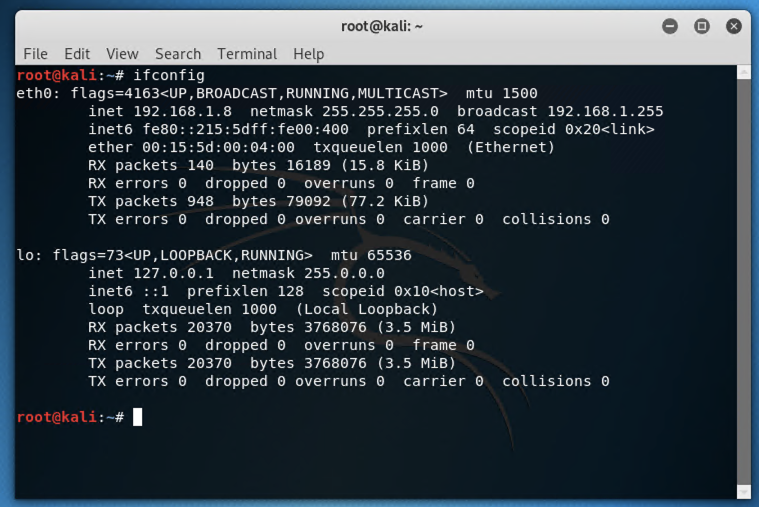 root@kali: ~
File Edit View Search Terminal Help
root@kali:~# ifconfig
eth0: flags=4163<UP,BROADCAST,RUNNING,MULTICAST>  mtu 1500
        inet 192.168.1.8  netmask 255.255.255.0  broadcast 192.168.1.255
        inet6 fe80::215:5dff:fe00:400  prefixlen 64  scopeid 0x20<link>
        ether 00:15:5d:00:04:00  txqueuelen 1000  (Ethernet)
        RX packets 140  bytes 16189 (15.8 KiB)
        RX errors 0  dropped 0  overruns 0  frame 0
        TX packets 948  bytes 79092 (77.2 KiB)
        TX errors 0  dropped 0 overruns 0  carrier 0  collisions 0

lo: flags=73<UP,LOOPBACK,RUNNING>  mtu 65536
        inet 127.0.0.1  netmask 255.0.0.0
        inet6 ::1  prefixlen 128  scopeid 0x10<host>
        loop  txqueuelen 1000  (Local Loopback)
        RX packets 20370  bytes 3768076 (3.5 MiB)
        RX errors 0  dropped 0  overruns 0  frame 0
        TX packets 20370  bytes 3768076 (3.5 MiB)
        TX errors 0  dropped 0 overruns 0  carrier 0  collisions 0

root@kali:~#